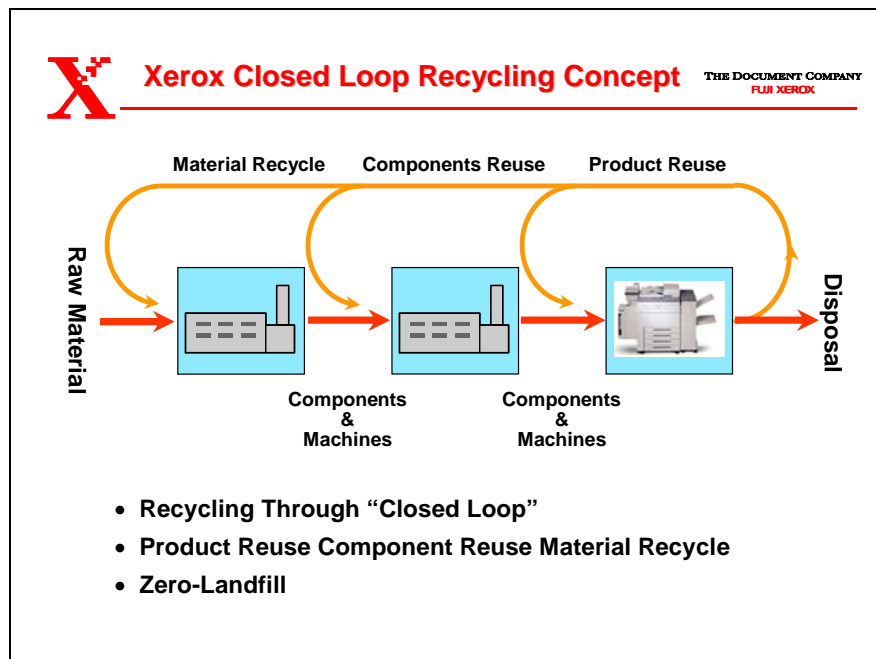 Xerox Closed Loop Recycling Concept
THE DOCUMENT COMPANY
FUJI XEROX
Material Recycle
Components Reuse
Product Reuse
Raw Material
Disposal
Components
&
Machines
Components
&
Machines
• Recycling Through “Closed Loop”
• Product Reuse Component Reuse Material Recycle
• Zero-Landfill